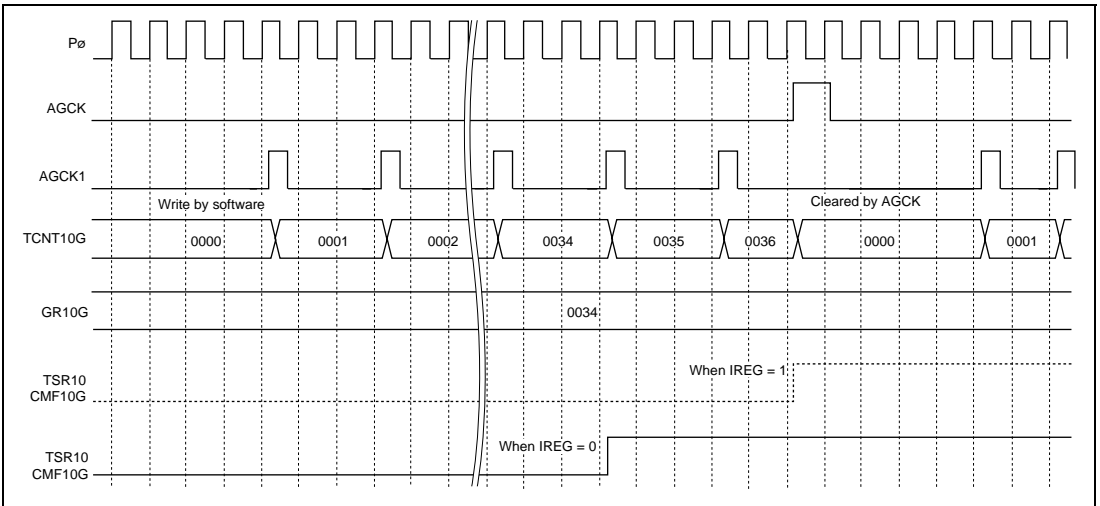 Pø
AGCK
AGCK1
Write by software
Cleared by AGCK
TCNT10G
0000
0001
0002
0034
0035
0036
0000
0001
GR10G
0034
When IREG = 1
TSR10
CMF10G
When IREG = 0
TSR10
CMF10G